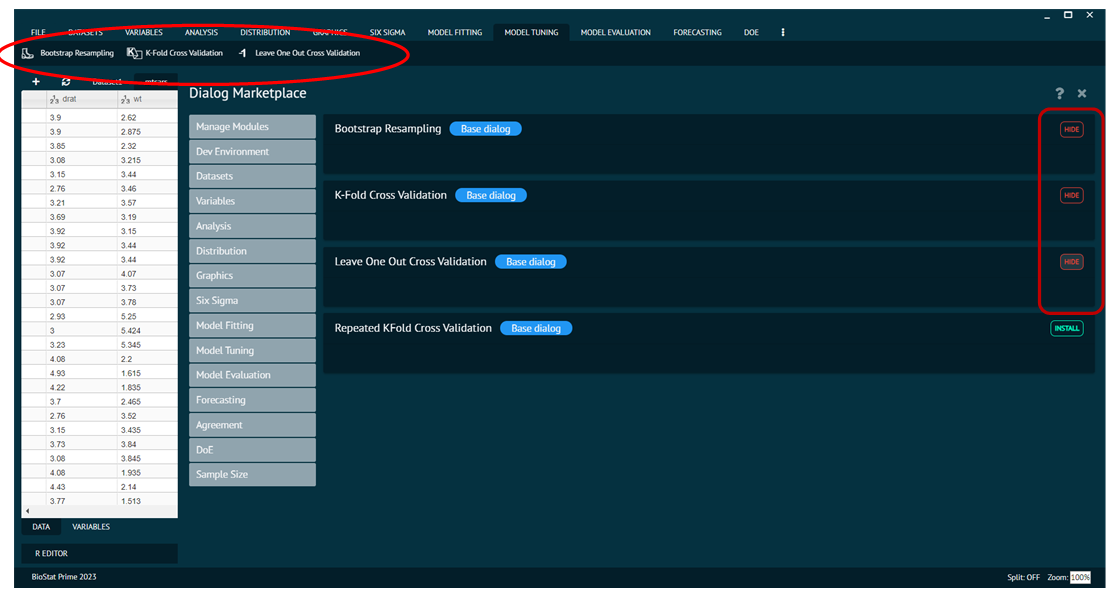 FILE DATASETS VARIABLES ANALYSIS DISTRIBUTION GRAPHICS SIX SIGMA MODEL FITTING MODEL TUNING MODEL EVALUATION FORECASTING DOE
Bootstrap Resampling K-Fold Cross Validation Leave One Out Cross Validation
mtcars
Dialog Marketplace
drat wt
3.9 2.62
3.9 2.875
3.85 2.32
3.08 3.215
3.15 3.44
2.76 3.46
3.21 3.57
3.69 3.19
3.92 3.15
3.92 3.44
3.92 3.44
3.07 4.07
3.07 3.73
3.07 3.78
2.93 5.25
3 5.424
3.23 5.345
4.08 2.2
4.93 1.615
4.22 1.835
3.7 2.465
2.76 3.52
3.15 3.435
3.73 3.84
3.08 3.845
4.08 1.935
4.43 2.14
3.77 1.513
DATA VARIABLES
R EDITOR
Manage Modules
Dev Environment
Datasets
Variables
Analysis
Distribution
Graphics
Six Sigma
Model Fitting
Model Tuning
Model Evaluation
Forecasting
Agreement
DoE
Sample Size
Bootstrap Resampling Base dialog HIDE
K-Fold Cross Validation Base dialog HIDE
Leave One Out Cross Validation Base dialog HIDE
Repeated KFold Cross Validation Base dialog INSTALL
BioStat Prime 2023 Split: OFF Zoom: 100%